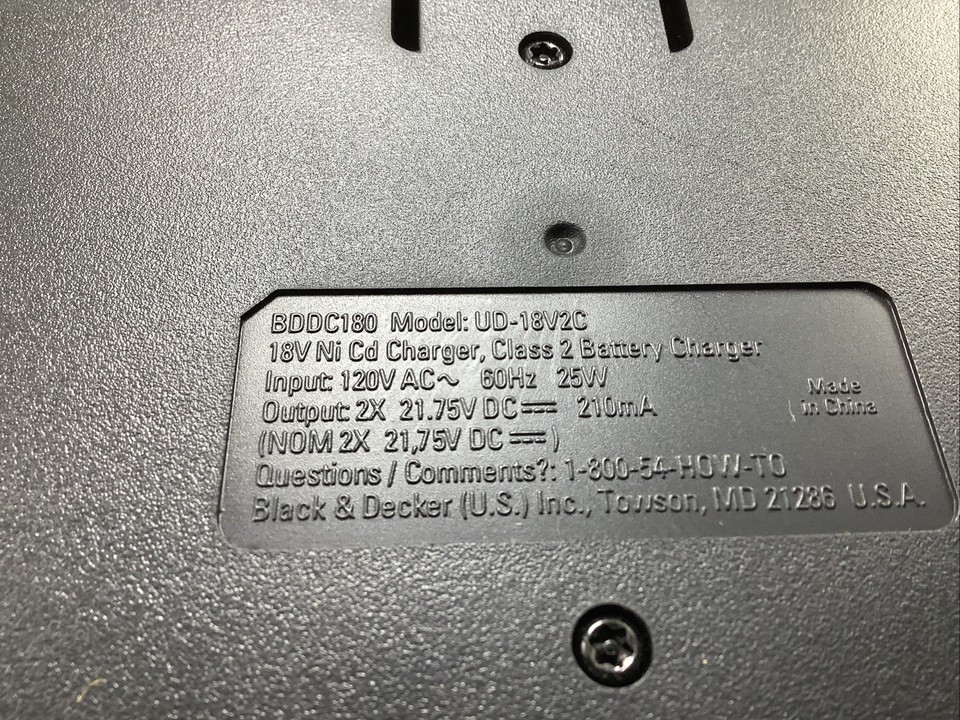 BDDC180 Model: UD-18V2C
18V Ni Cd Charger, Class 2 Battery Charger
Input: 120V AC～ 60Hz 25W
Output: 2X 21.75V DC⎓ 210mA
Made
in China
(NOM 2X 21,75V DC⎓)
Questions / Comments?: 1-800-54-HOW-TO
Black & Decker (U.S.) Inc., Towson, MD 21286 U.S.A.